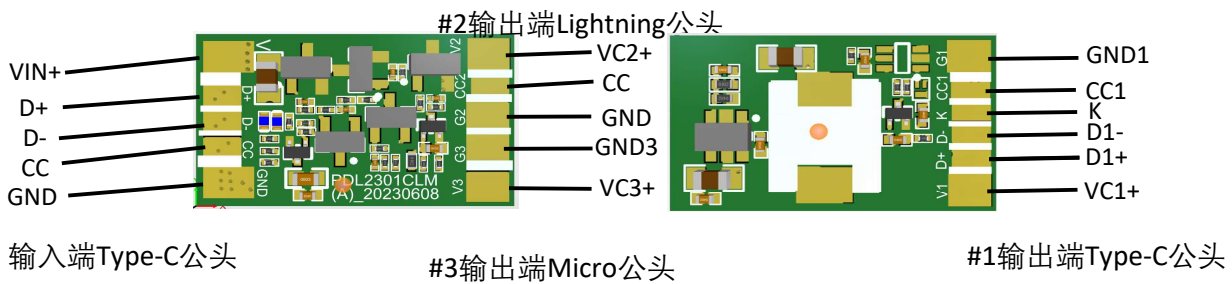 #2输出端Lightning公头
VIN+
D+
D-
CC
GND
V
D+
D-
CC
GND
V2
CC2
G2
G3
V3
PDL2301CLM
(A)_20230608
VC2+
CC
GND
GND3
VC3+
G1
CC1
K
D-
D+
V1
GND1
CC1
K
D1-
D1+
VC1+
输入端Type-C公头
#3输出端Micro公头
#1输出端Type-C公头